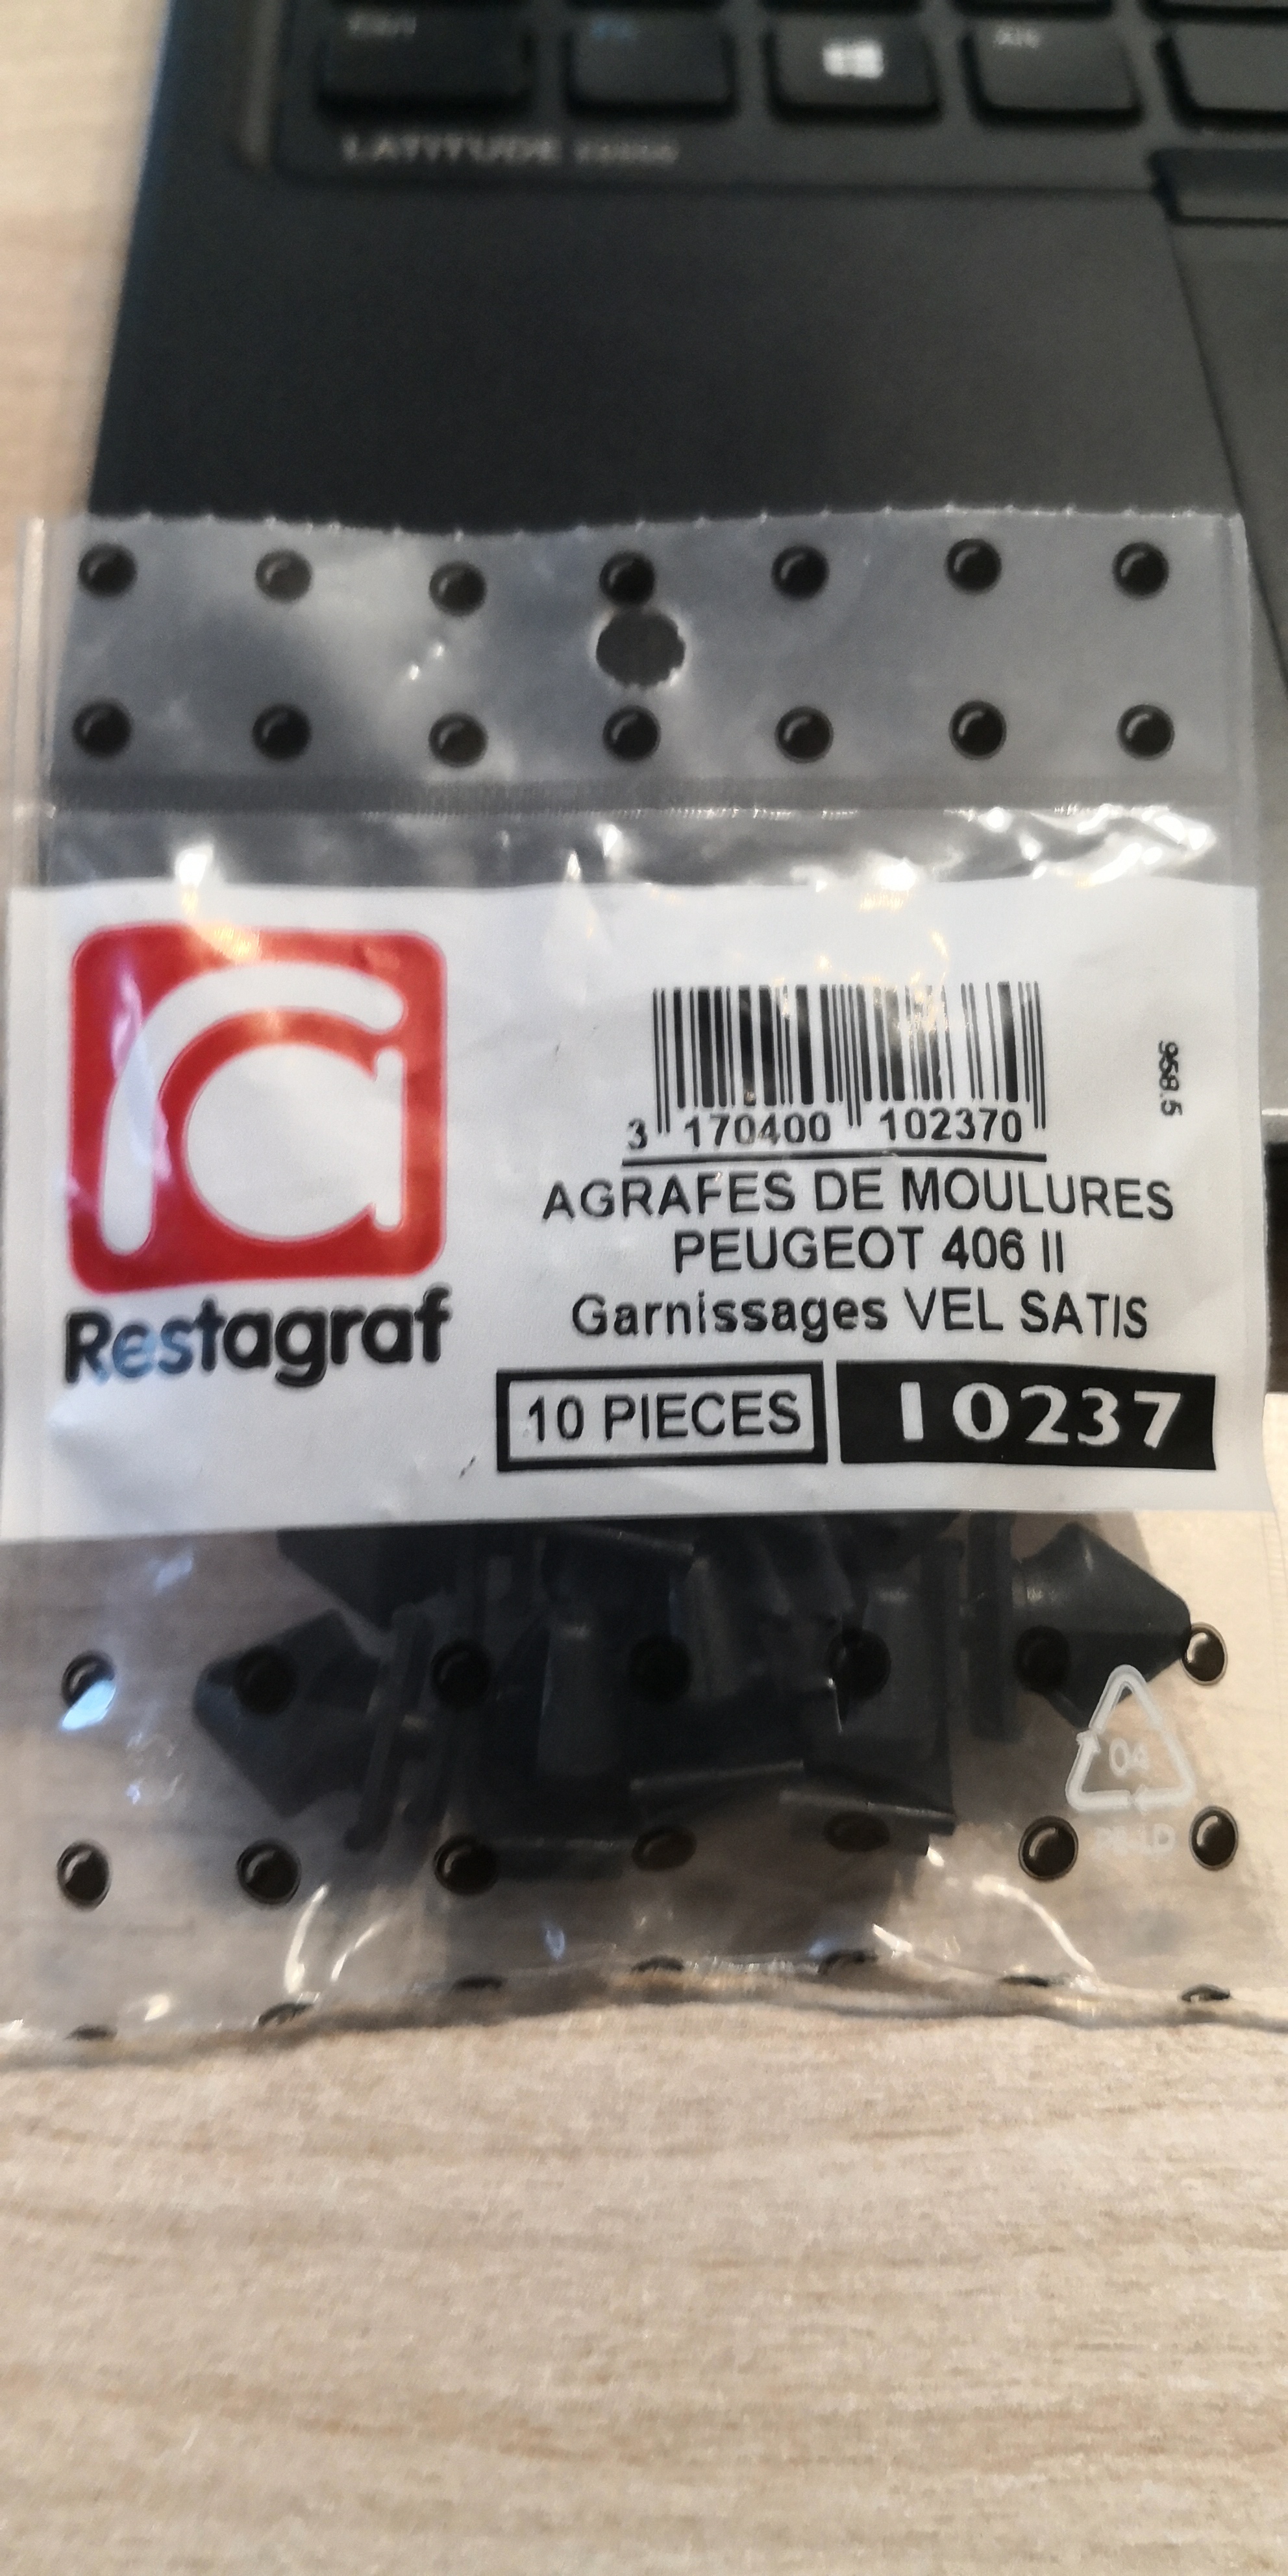 Alt
LATITUDE
3 170400 102370
958.5
AGRAFES DE MOULURES
PEUGEOT 406 II
Garnissages VEL SATIS
Restagraf
10 PIECES 10237
04
PE-LD